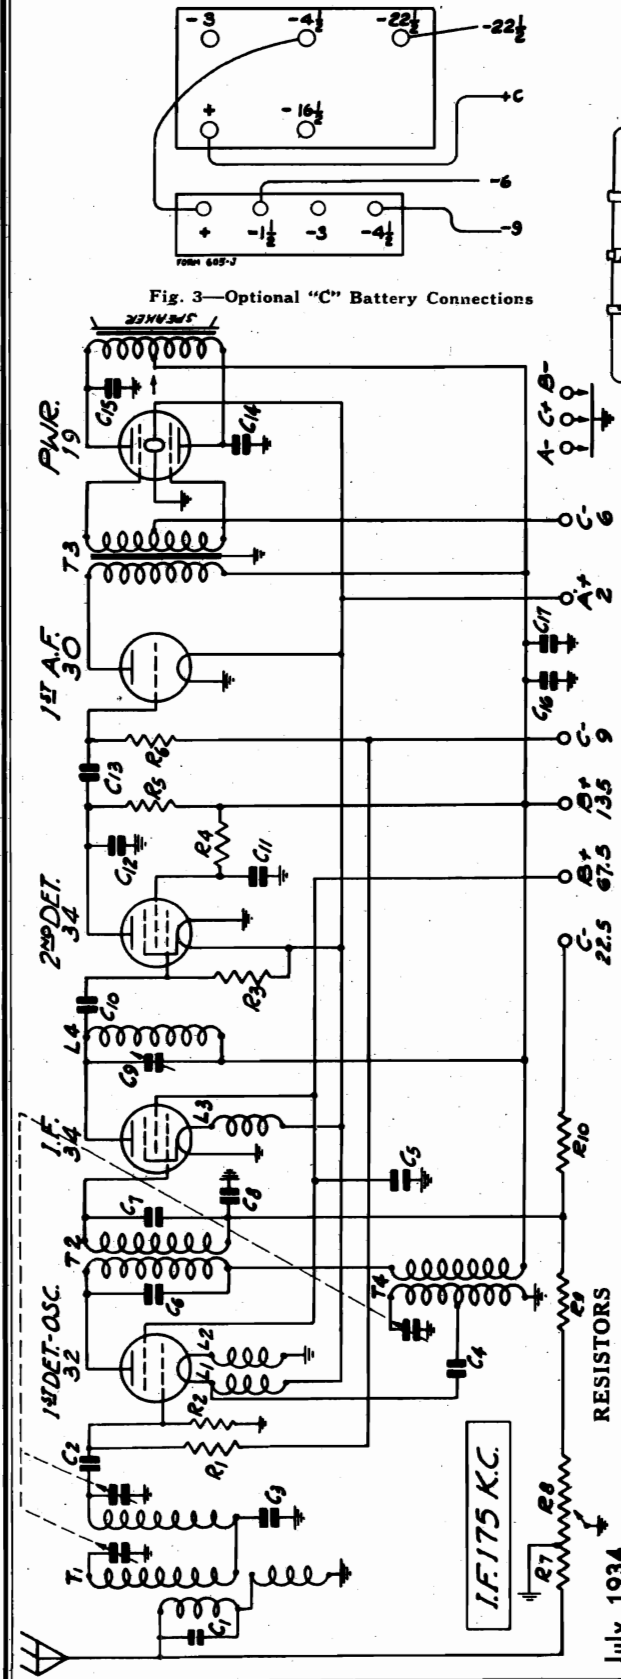 -3 -4½ -22½
-22½
+C
+ -16½
-6
+ -1½ -3 -4½
-9
FORM 605-J
Fig. 3—Optional "C" Battery Connections
1ST DET.-OSC.
32
I.F.
34
2ND DET.
34
1ST A.F.
30
PWR.
19
SPEAKER
T1
C1
C2
C3
R1
R2
L1
L2
C6
T2
C7
C8
L3
C9
L4
C10
R3
C12
R4
C11
C13
R5
R6
T3
C15
C14
T4
C4
C5
C16
C17
I.F. 175 K.C.
R7
R8
R9
R10
C-
22.5
B+
67.5
B+
135
C-
9
A+
2
C-
6
A- C+ B-
RESISTORS
July 1934